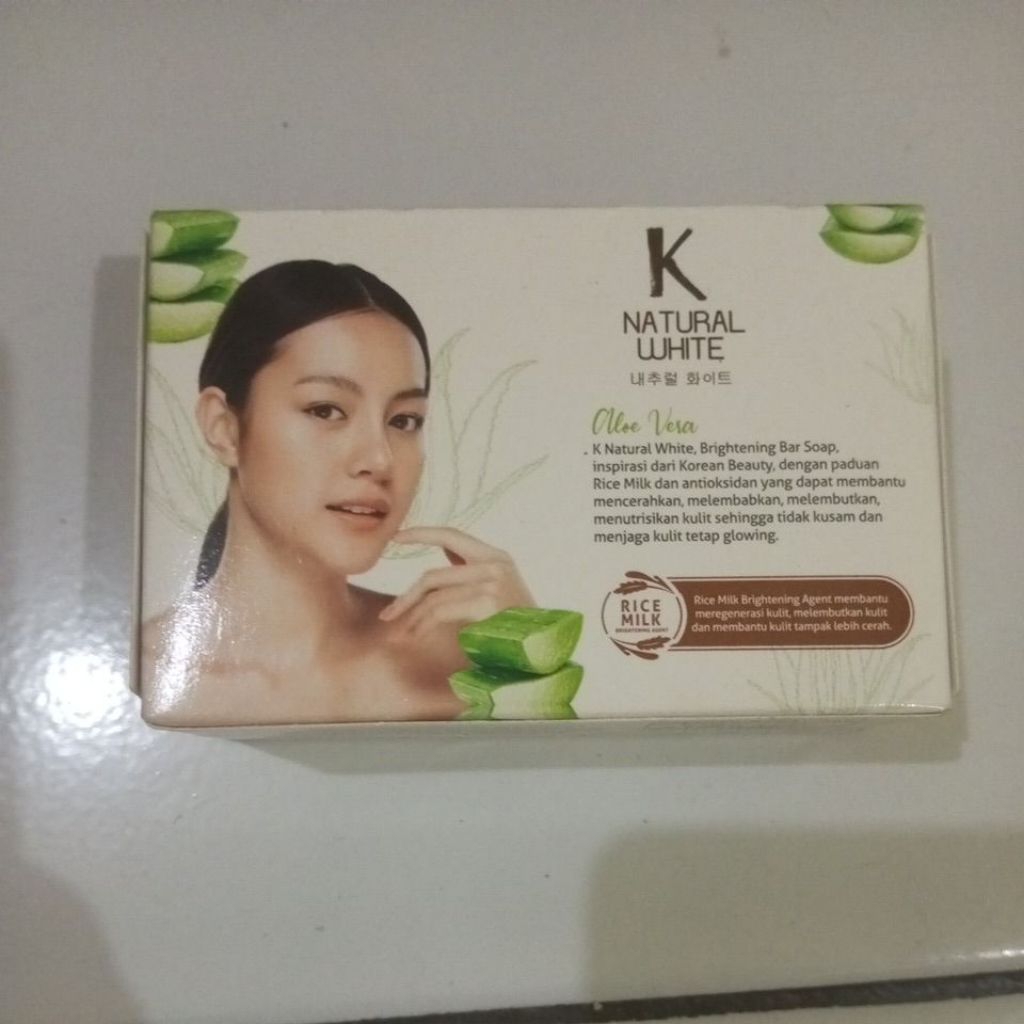 K
NATURAL
WHITE
내추럴 화이트
Aloe Vera
K Natural White, Brightening Bar Soap,
inspirasi dari Korean Beauty, dengan paduan
Rice Milk dan antioksidan yang dapat membantu
mencerahkan, melembabkan, melembutkan,
menutrisikan kulit sehingga tidak kusam dan
menjaga kulit tetap glowing.
RICE
MILK
BRIGHTENING AGENT
Rice Milk Brightening Agent membantu
meregenerasi kulit, melembutkan kulit
dan membantu kulit tampak lebih cerah.